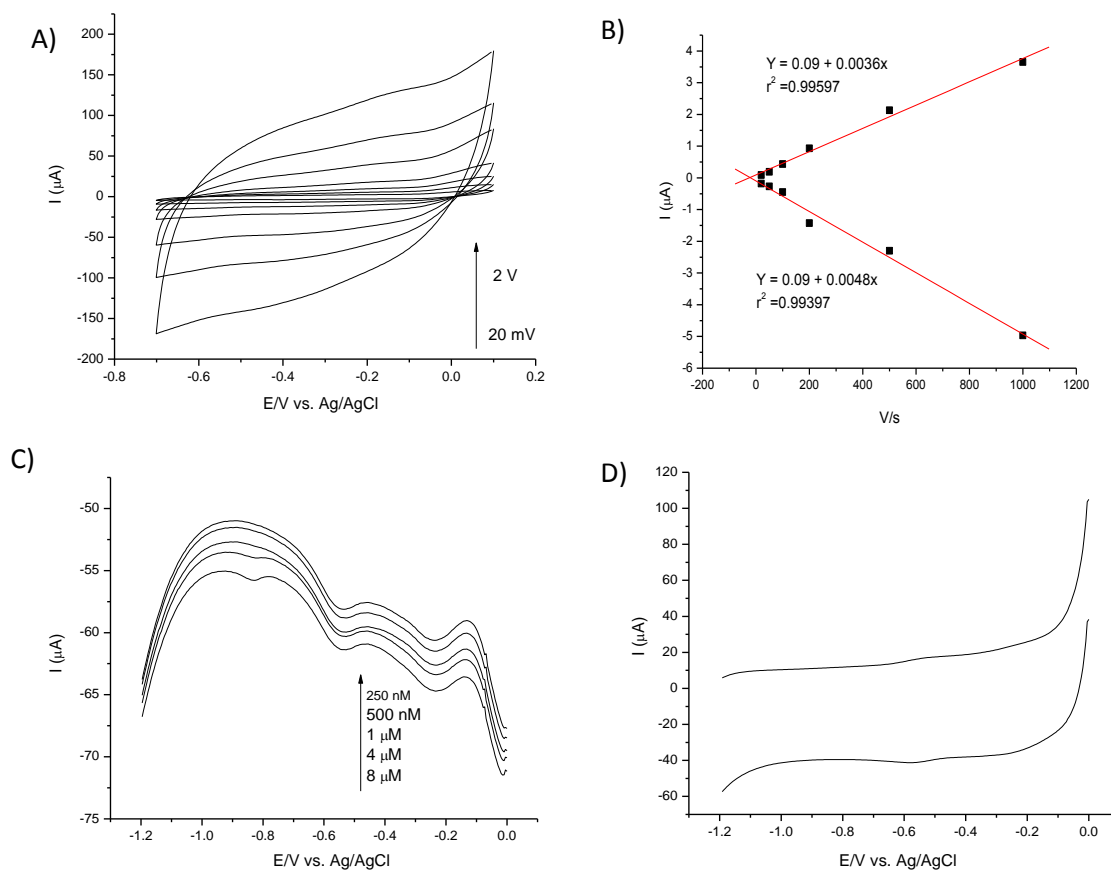 A)
200
150
100
50
0
-50
-100
-150
-200
I (μA)
2 V
20 mV
-0.8 -0.6 -0.4 -0.2 0.0 0.2
E/V vs. Ag/AgCl
B)
4
3
2
1
0
-1
-2
-3
-4
-5
-6
I (μA)
Y = 0.09 + 0.0036x
r² =0.99597
Y = 0.09 + 0.0048x
r² =0.99397
-200 0 200 400 600 800 1000 1200
V/s
C)
-50
-55
-60
-65
-70
-75
I (μA)
250 nM
500 nM
1 μM
4 μM
8 μM
-1.2 -1.0 -0.8 -0.6 -0.4 -0.2 0.0
E/V vs. Ag/AgCl
D)
120
100
80
60
40
20
0
-20
-40
-60
I (μA)
-1.2 -1.0 -0.8 -0.6 -0.4 -0.2 0.0
E/V vs. Ag/AgCl